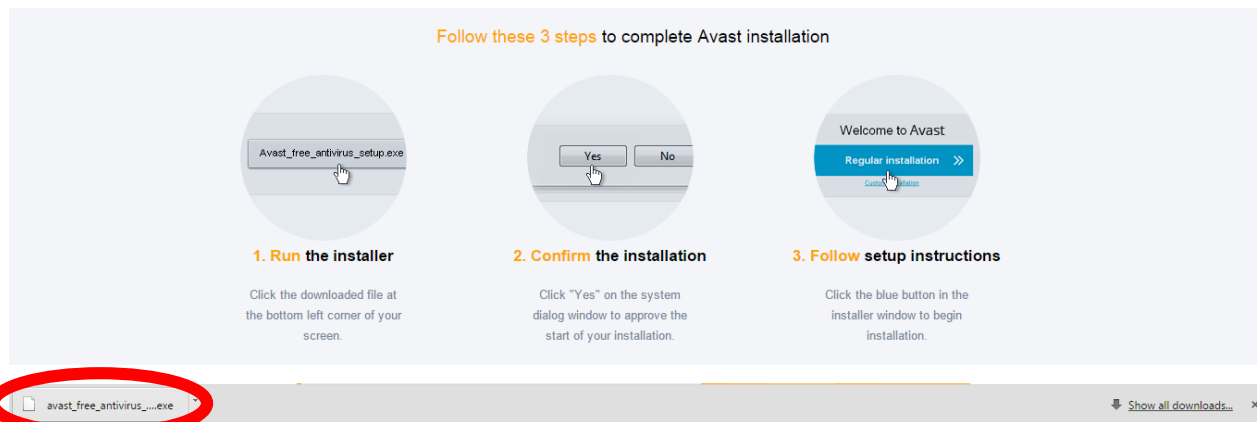 Follow these 3 steps to complete Avast installation
Avast_free_antivirus_setup.exe
Yes
No
Welcome to Avast
Regular installation
1. Run the installer
2. Confirm the installation
3. Follow setup instructions
Click the downloaded file at
the bottom left corner of your
screen.
Click "Yes" on the system
dialog window to approve the
start of your installation.
Click the blue button in the
installer window to begin
installation.
avast_free_antivirus_....exe
Show all downloads...